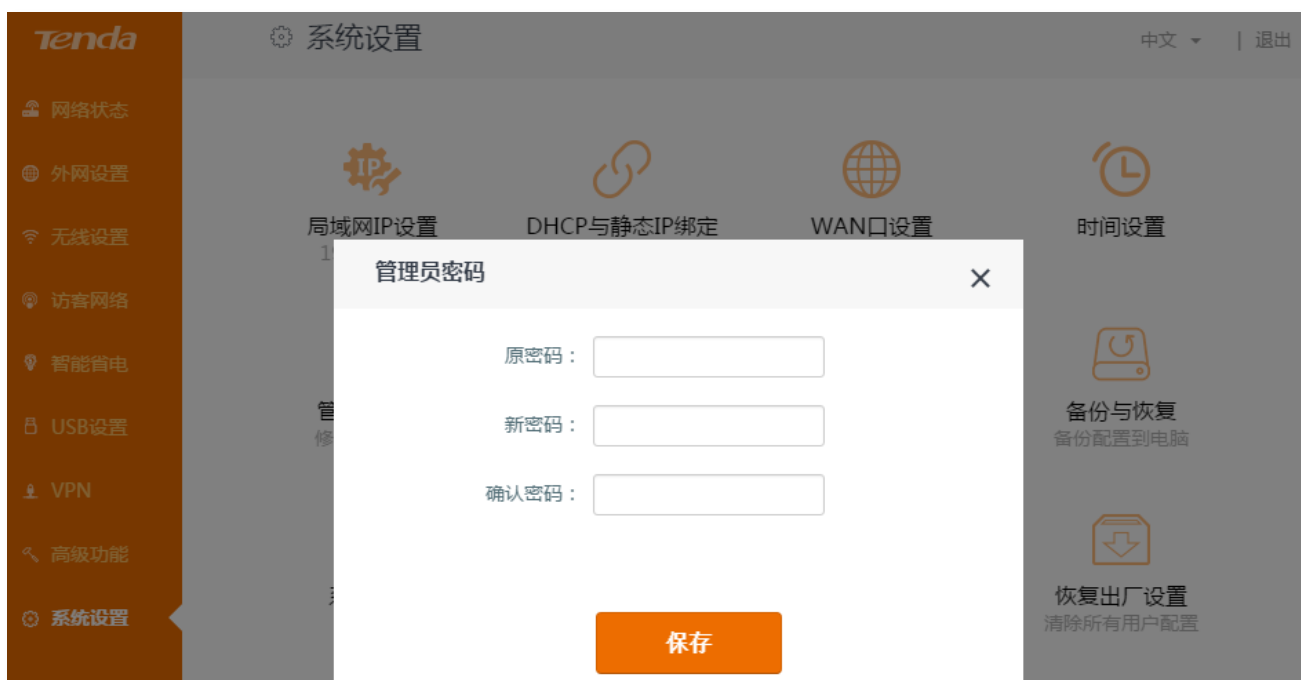 Tenda
系统设置
中文
| 退出
网络状态
外网设置
无线设置
访客网络
智能省电
USB设置
VPN
高级功能
系统设置
IP
局域网IP设置
DHCP与静态IP绑定
WAN口设置
时间设置
管理员密码
原密码：
新密码：
确认密码：
保存
备份与恢复
备份配置到电脑
恢复出厂设置
清除所有用户配置